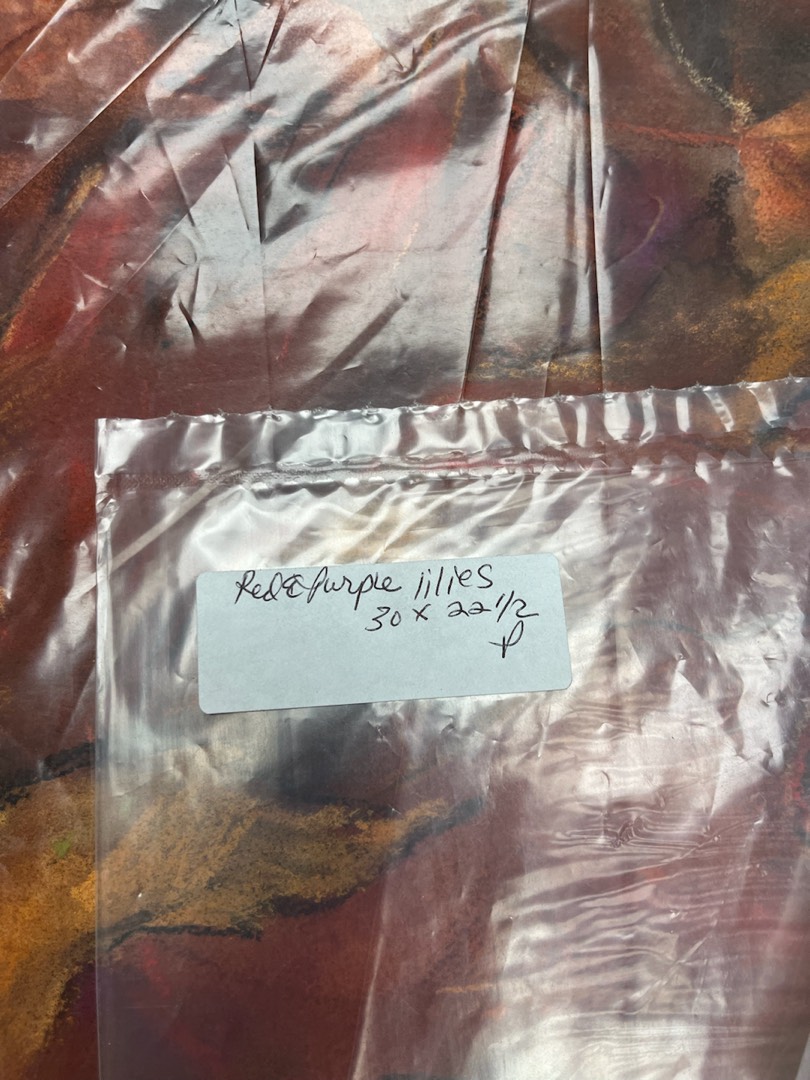 Red & Purple lilies
30 x 22 1/2
P